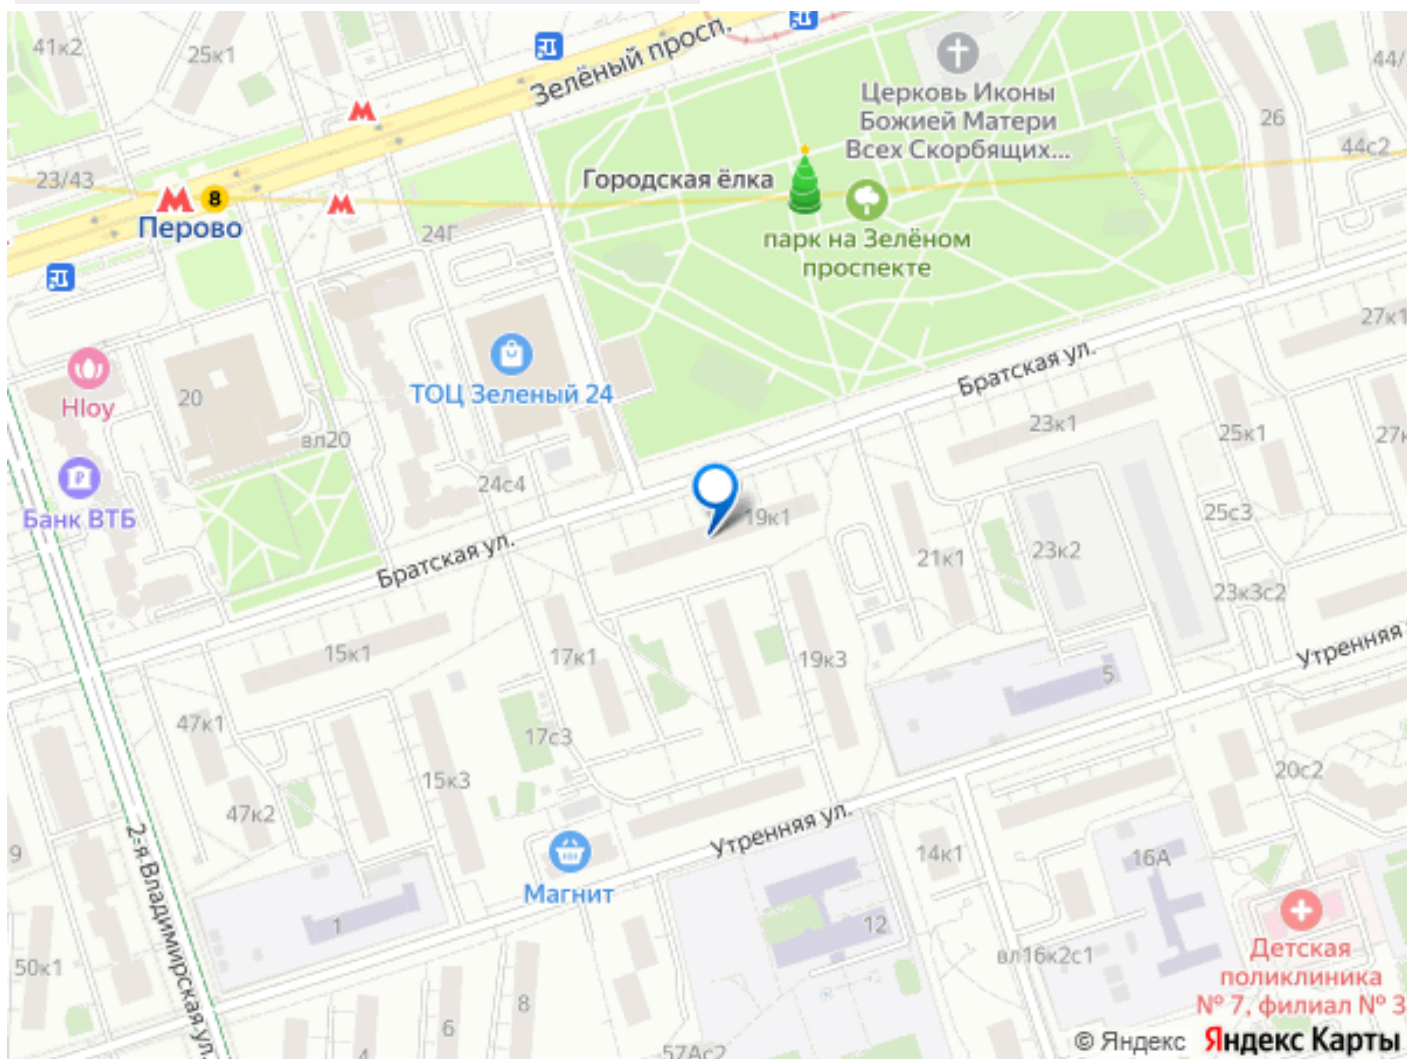 41к2
25к1
Зелёный просп.
Церковь Иконы
Божией Матери
Всех Скорбящих...
44/
26
44с2
23/43
8
Перово
Городская ёлка
парк на Зелёном
проспекте
24Г
27к1
Hloy
20
ТОЦ Зеленый 24
Братская ул.
вл20
23к1
25к1
27к
Банк ВТБ
24с4
19к1
25с3
Братская ул.
21к1
23к2
23к3с2
15к1
17к1
19к3
5
Утренняя
47к1
17с3
15к3
20с2
47к2
Утренняя ул.
14к1
16А
9
2-я Владимирская ул.
Магнит
1
12
Детская
поликлиника
№ 7, филиал № 3
вл16к2с1
50к1
8
6
4
57Ас2
© Яндекс Яндекс Карты